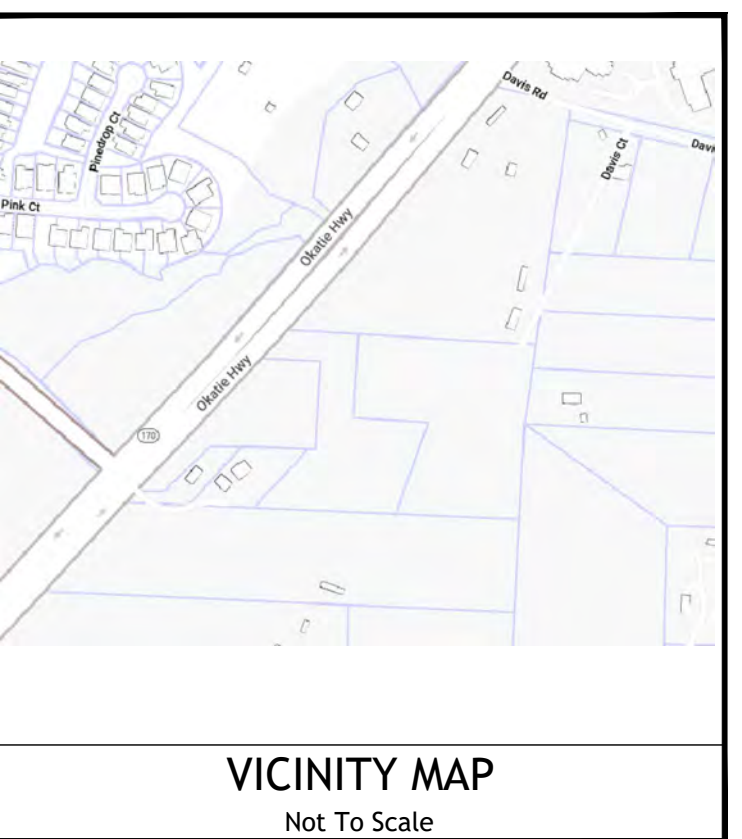 Davis Rd
Pinedrop Ct
Davis Ct
Davi
Pink Ct
Okatie Hwy
Okatie Hwy
170
VICINITY MAP
Not To Scale